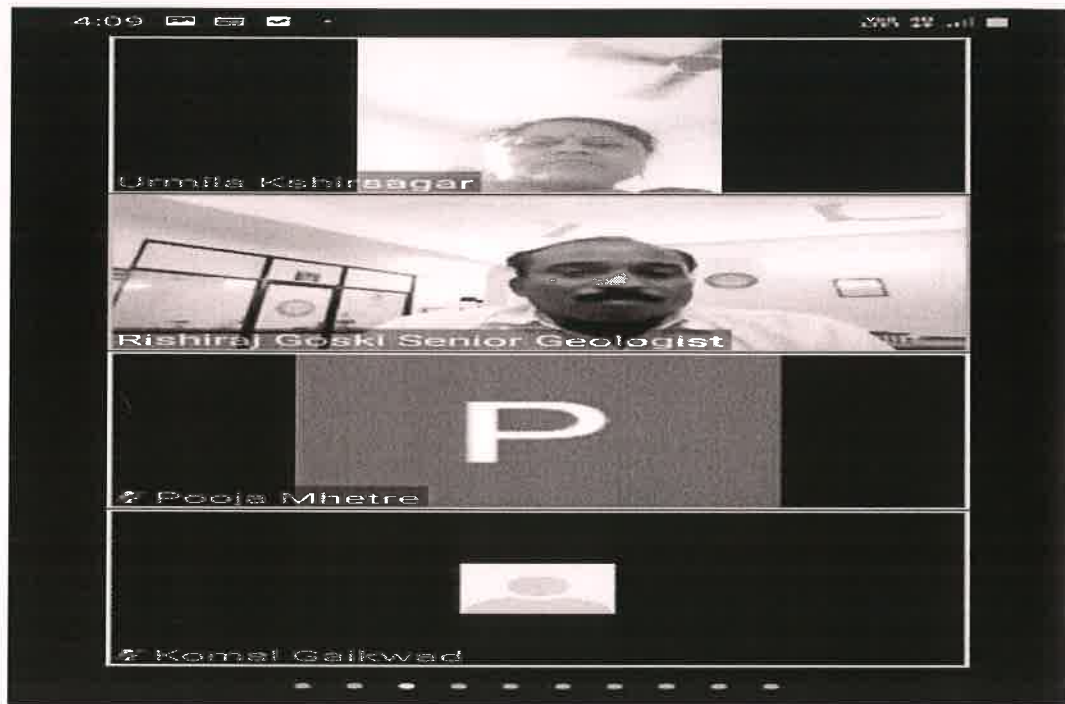 4:09
Urmila Kshirsagar
Rishiraj Goski Senior Geologist
P
Pooja Mhetre
Komal Gaikwad